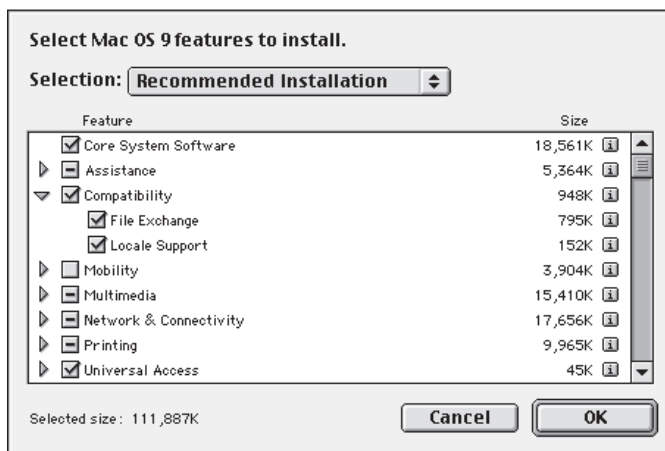 Select Mac OS 9 features to install.
Selection: Recommended Installation
Feature Size
Core System Software 18,561K
Assistance 5,364K
Compatibility 948K
File Exchange 795K
Locale Support 152K
Mobility 3,904K
Multimedia 15,410K
Network & Connectivity 17,656K
Printing 9,965K
Universal Access 45K
Selected size: 111,887K Cancel OK